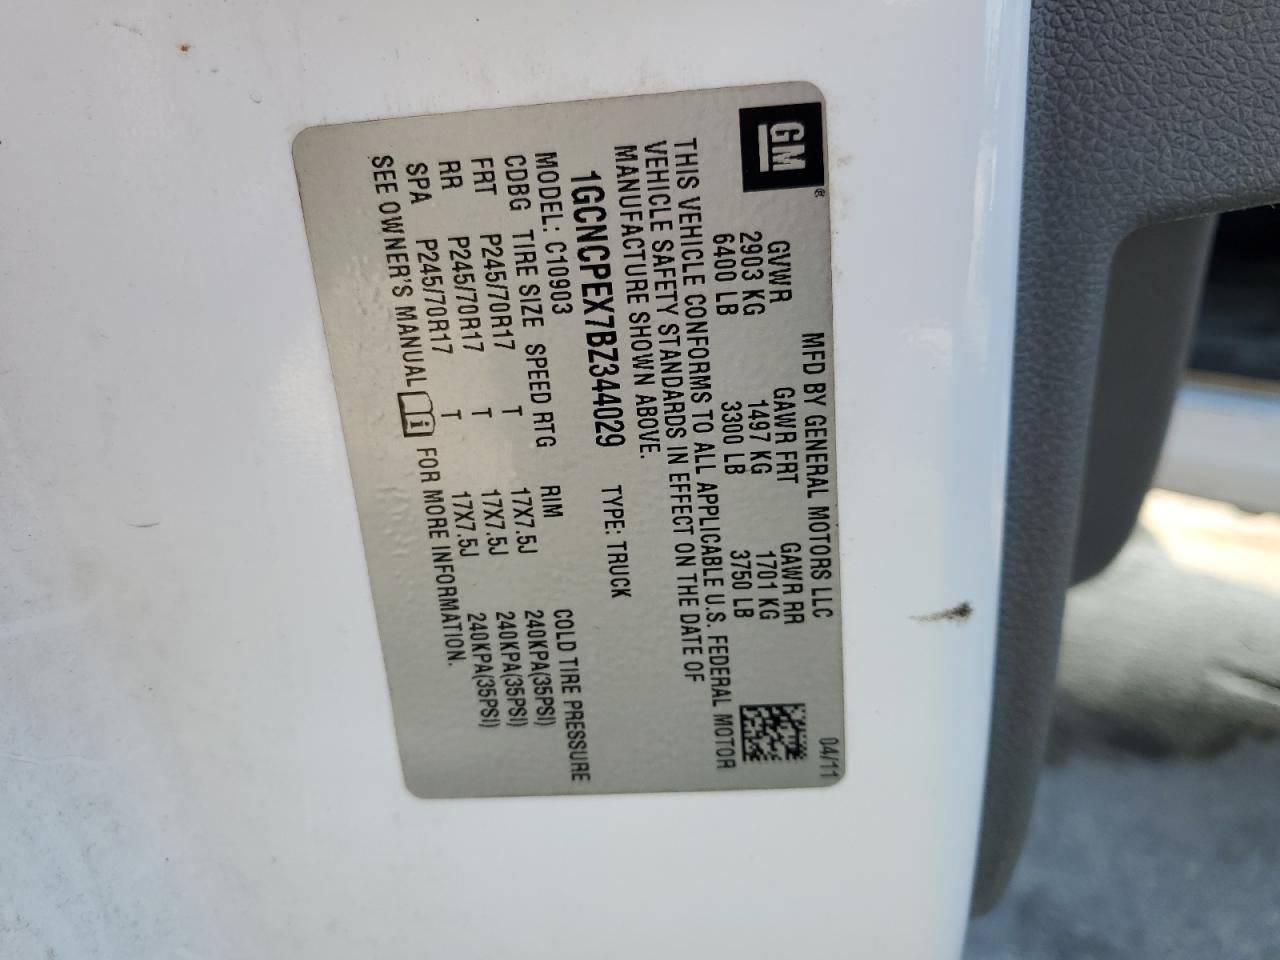 GM ®
MFD BY GENERAL MOTORS LLC 04/11
GVWR GAWR FRT GAWR RR
2903 KG 1497 KG 1701 KG
6400 LB 3300 LB 3750 LB
THIS VEHICLE CONFORMS TO ALL APPLICABLE U.S. FEDERAL MOTOR
VEHICLE SAFETY STANDARDS IN EFFECT ON THE DATE OF
MANUFACTURE SHOWN ABOVE.
1GCNCPEX7BZ344029 TYPE: TRUCK
MODEL: C10903
CDBG TIRE SIZE SPEED RTG RIM COLD TIRE PRESSURE
FRT P245/70R17 T 17X7.5J 240KPA(35PSI)
RR P245/70R17 T 17X7.5J 240KPA(35PSI)
SPA P245/70R17 T 17X7.5J 240KPA(35PSI)
SEE OWNER'S MANUAL i FOR MORE INFORMATION.